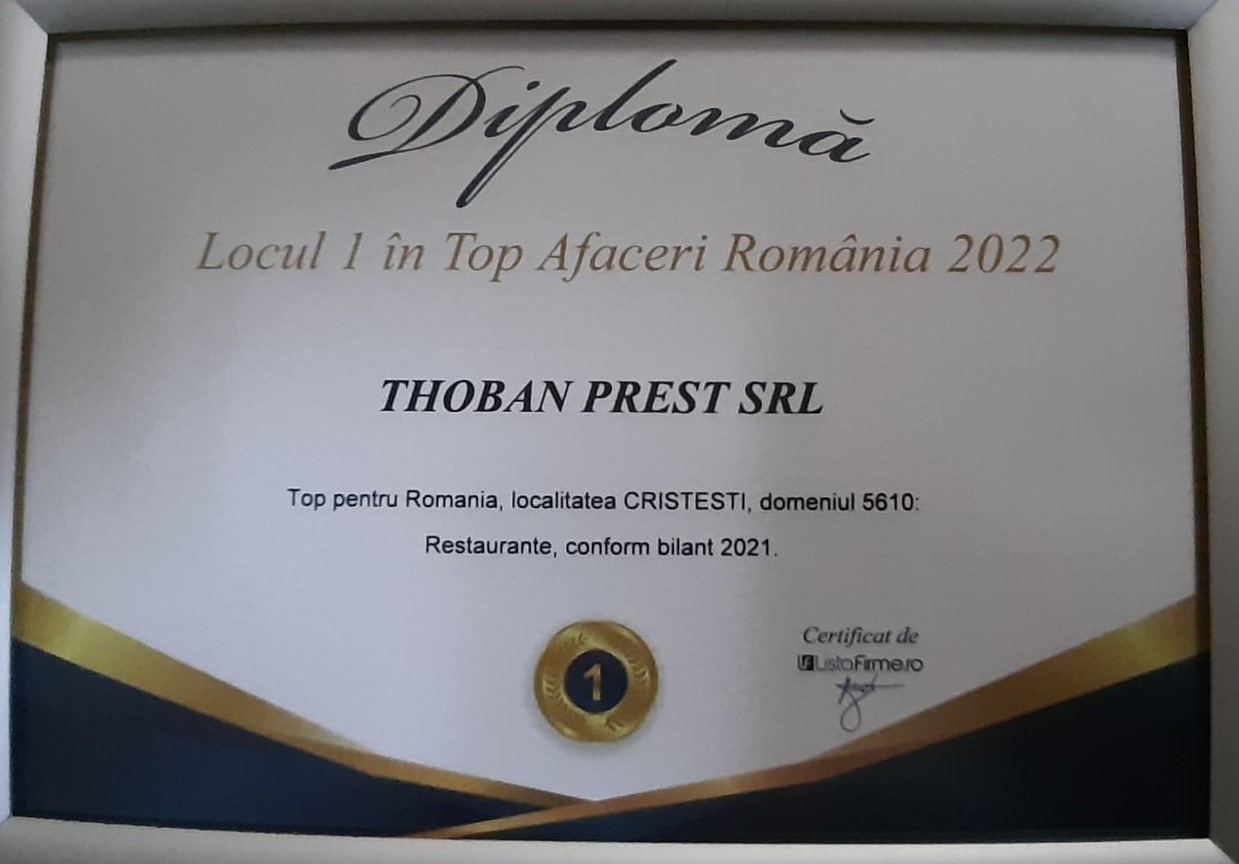 Diplomă
Locul 1 în Top Afaceri România 2022
THOBAN PREST SRL
Top pentru Romania, localitatea CRISTESTI, domeniul 5610:
Restaurante, conform bilant 2021.
1
Certificat de
ListaFirme.ro